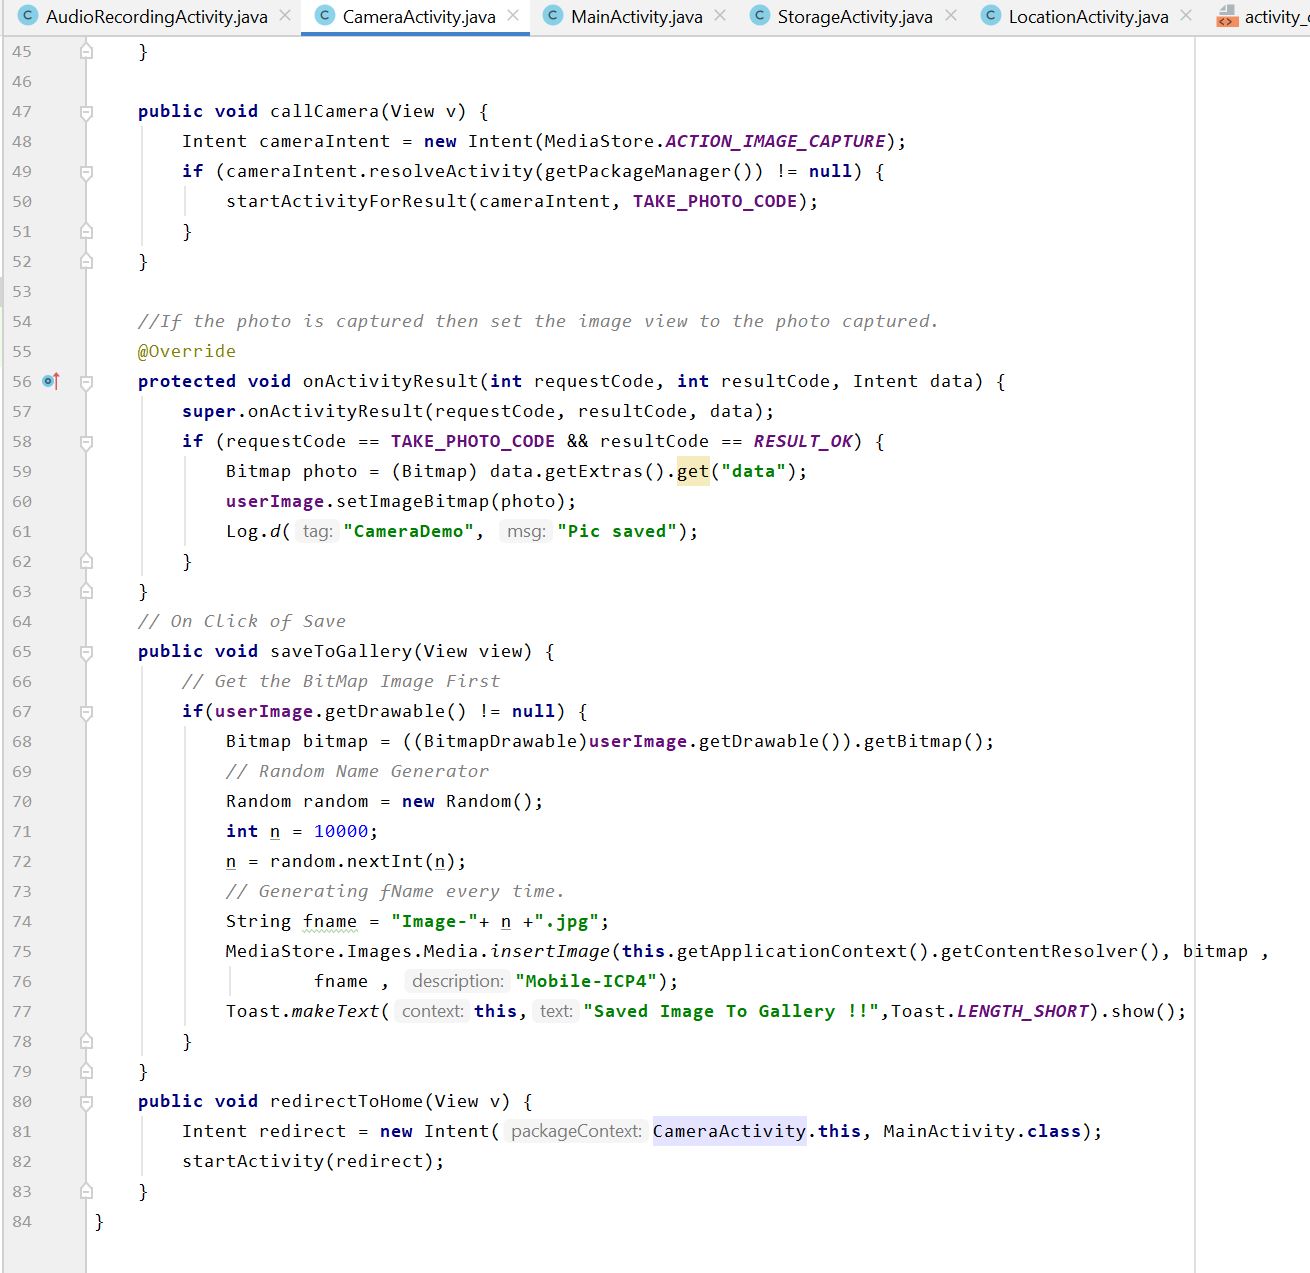 AudioRecordingActivity.java CameraActivity.java MainActivity.java StorageActivity.java LocationActivity.java activity_
45 }
46
47 public void callCamera(View v) {
48 Intent cameraIntent = new Intent(MediaStore.ACTION_IMAGE_CAPTURE);
49 if (cameraIntent.resolveActivity(getPackageManager()) != null) {
50 startActivityForResult(cameraIntent, TAKE_PHOTO_CODE);
51 }
52 }
53
54 //If the photo is captured then set the image view to the photo captured.
55 @Override
56 protected void onActivityResult(int requestCode, int resultCode, Intent data) {
57 super.onActivityResult(requestCode, resultCode, data);
58 if (requestCode == TAKE_PHOTO_CODE && resultCode == RESULT_OK) {
59 Bitmap photo = (Bitmap) data.getExtras().get("data");
60 userImage.setImageBitmap(photo);
61 Log.d( tag: "CameraDemo", msg: "Pic saved");
62 }
63 }
64 // On Click of Save
65 public void saveToGallery(View view) {
66 // Get the BitMap Image First
67 if(userImage.getDrawable() != null) {
68 Bitmap bitmap = ((BitmapDrawable)userImage.getDrawable()).getBitmap();
69 // Random Name Generator
70 Random random = new Random();
71 int n = 10000;
72 n = random.nextInt(n);
73 // Generating fName every time.
74 String fname = "Image-"+ n +".jpg";
75 MediaStore.Images.Media.insertImage(this.getApplicationContext().getContentResolver(), bitmap ,
76 fname , description: "Mobile-ICP4");
77 Toast.makeText( context: this, text: "Saved Image To Gallery !!",Toast.LENGTH_SHORT).show();
78 }
79 }
80 public void redirectToHome(View v) {
81 Intent redirect = new Intent( packageContext: CameraActivity.this, MainActivity.class);
82 startActivity(redirect);
83 }
84 }